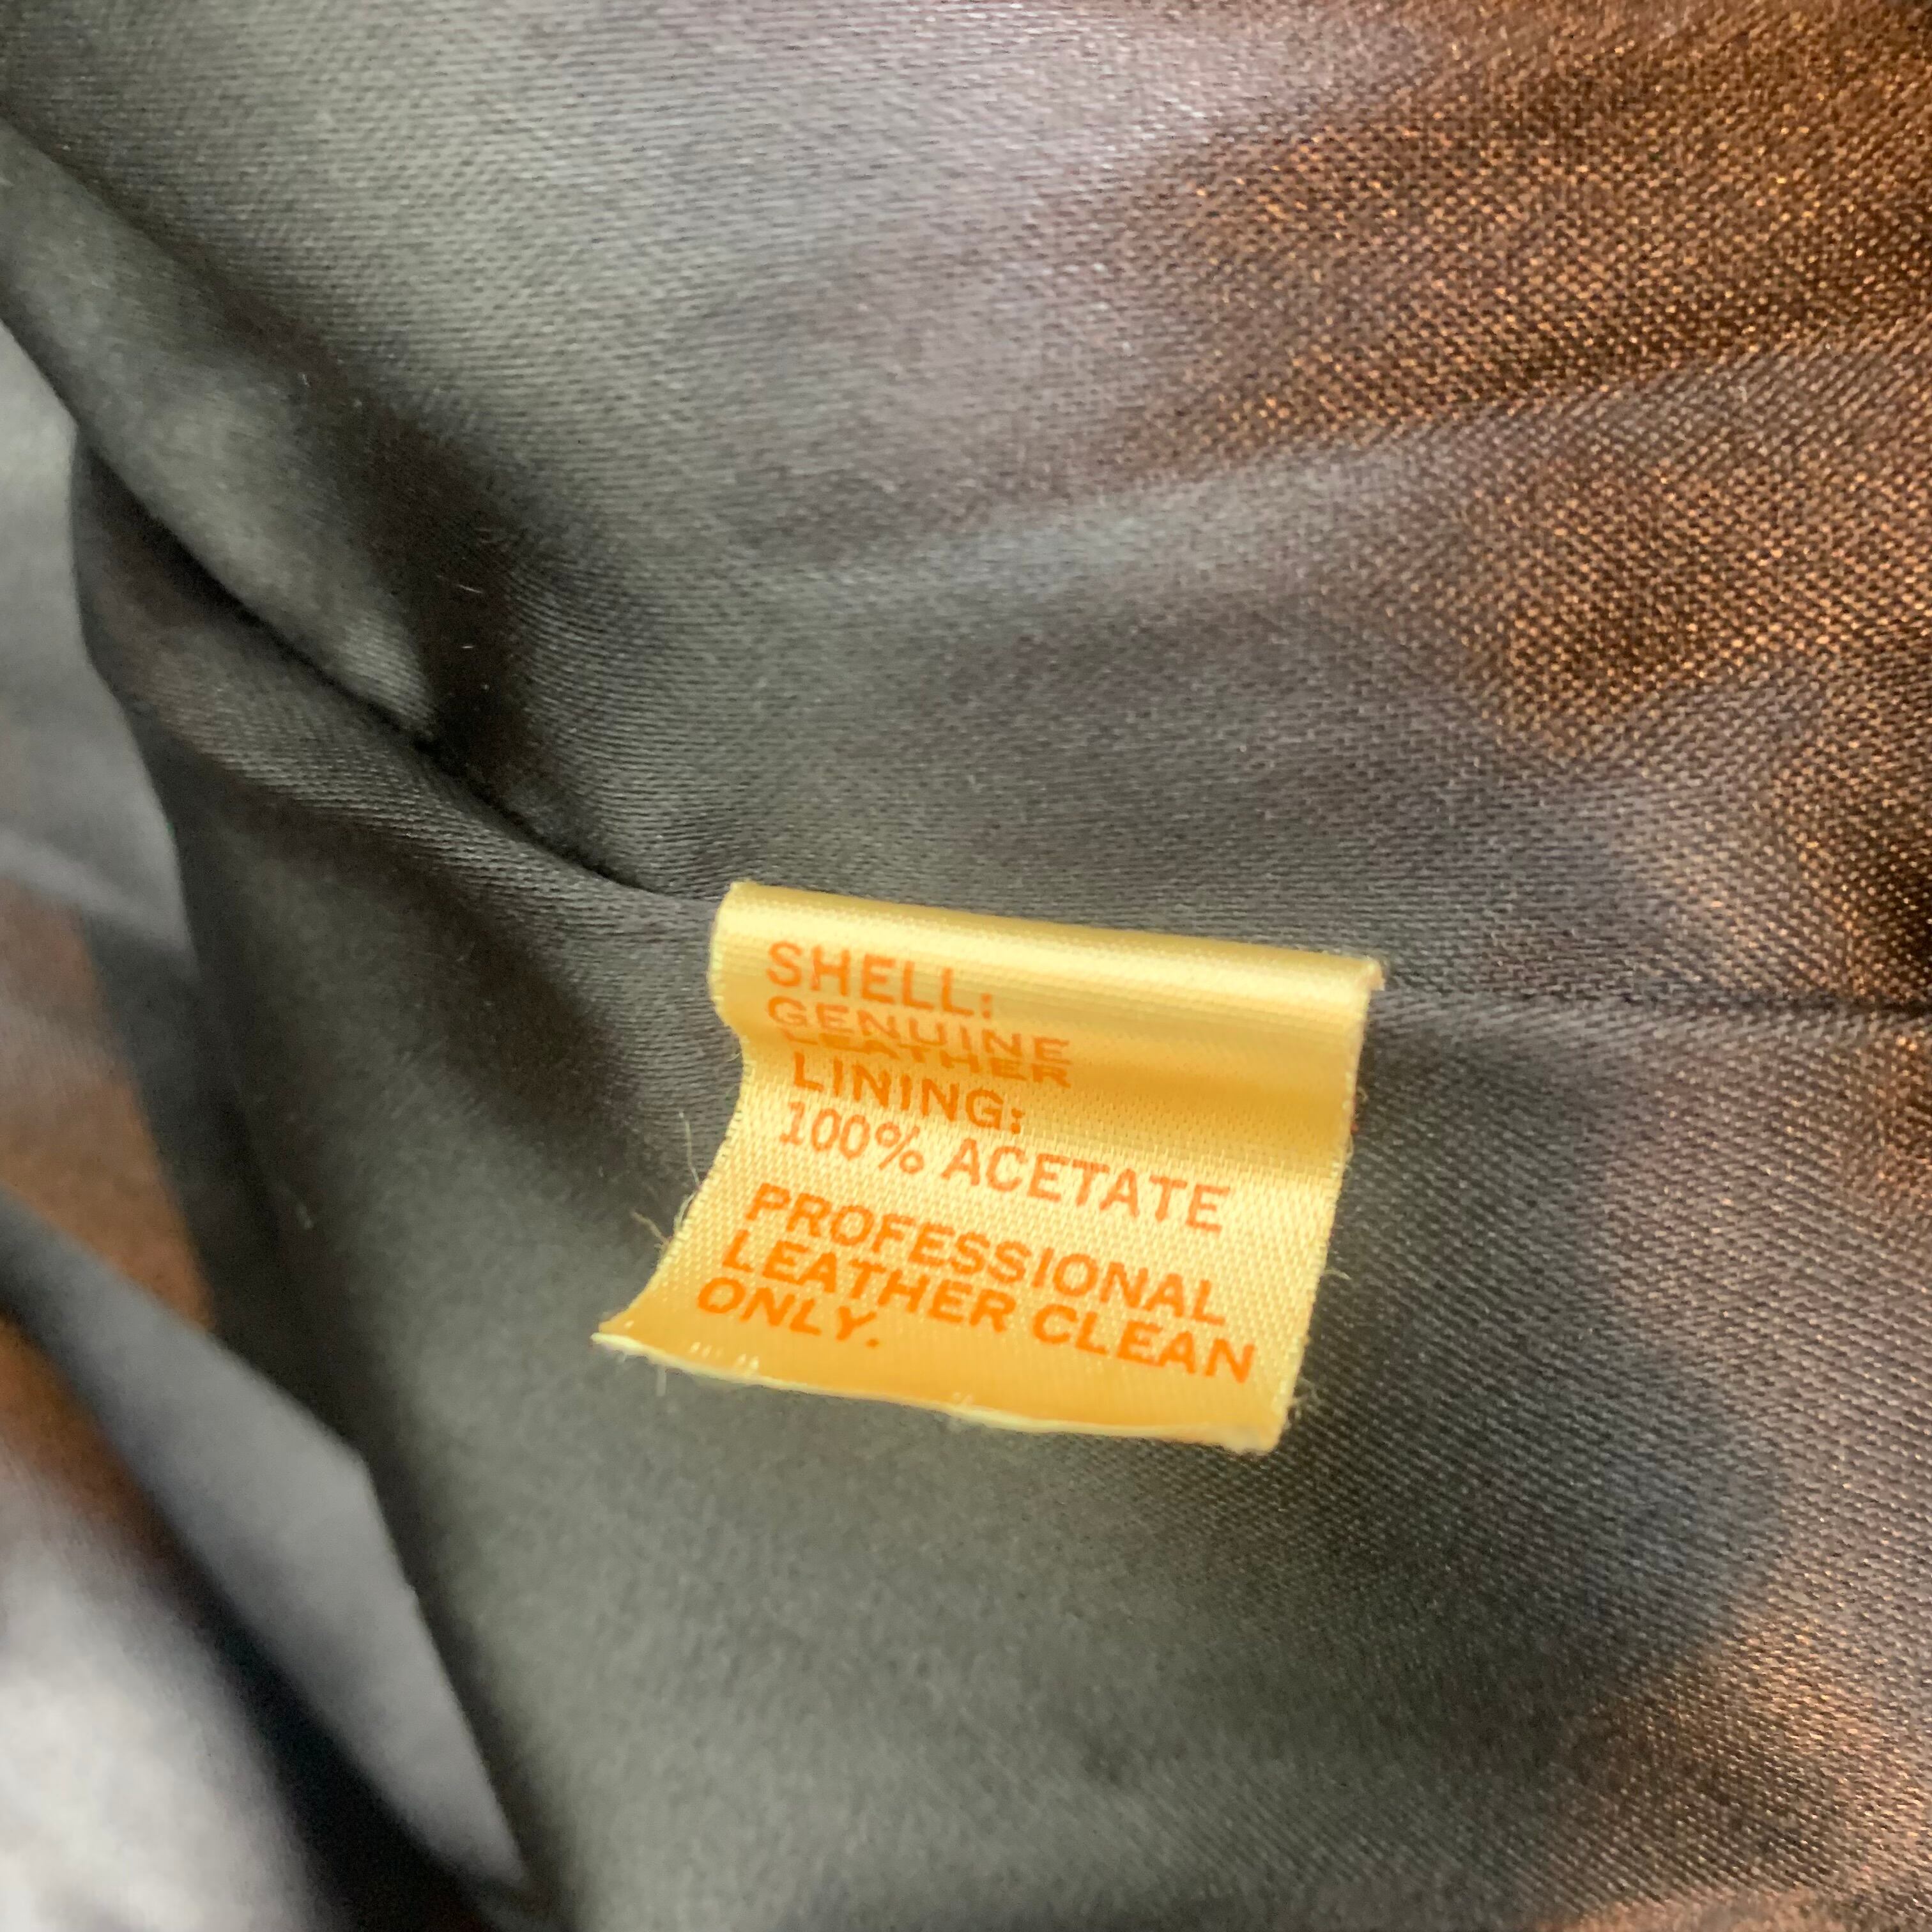 SHELL:
GENUINE
LEATHER
LINING:
100% ACETATE
PROFESSIONAL
LEATHER CLEAN
ONLY.